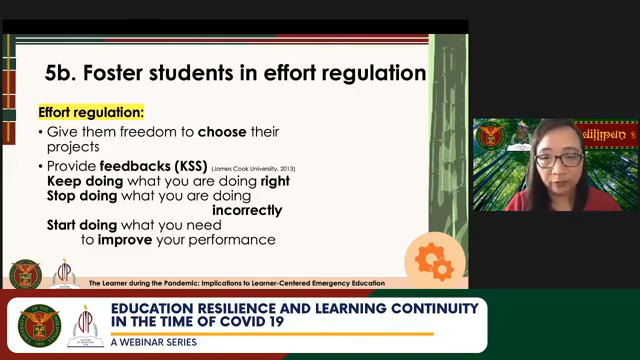 5b. Foster students in effort regulation
Effort regulation:
• Give them freedom to choose their
projects
• Provide feedbacks (KSS) (James Cook University, 2013)
Keep doing what you are doing right
Stop doing what you are doing
incorrectly
Start doing what you need
to improve your performance
The Learner during the Pandemic: Implications to Learner-Centered Emergency Education
EDUCATION RESILIENCE AND LEARNING CONTINUITY
IN THE TIME OF COVID 19
A WEBINAR SERIES